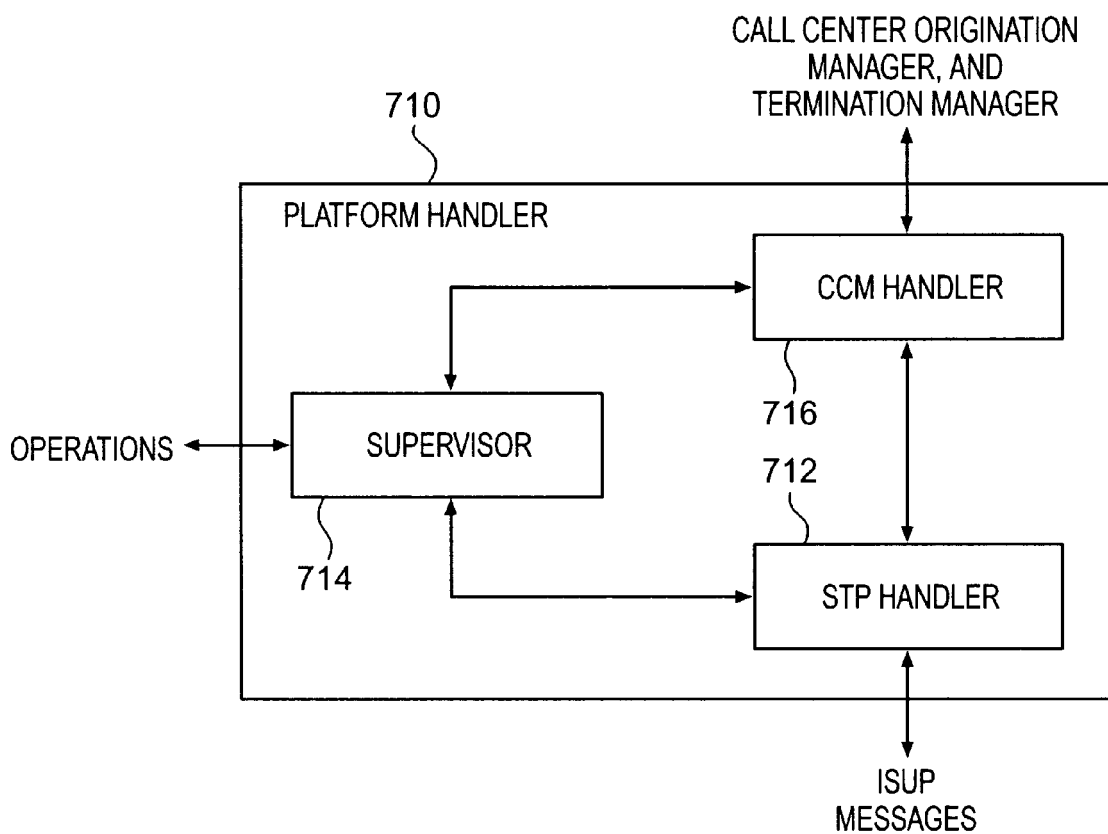 CALL CENTER ORIGINATION
MANAGER, AND
TERMINATION MANAGER
710
PLATFORM HANDLER
CCM HANDLER
716
OPERATIONS
SUPERVISOR
714
712
STP HANDLER
ISUP
MESSAGES